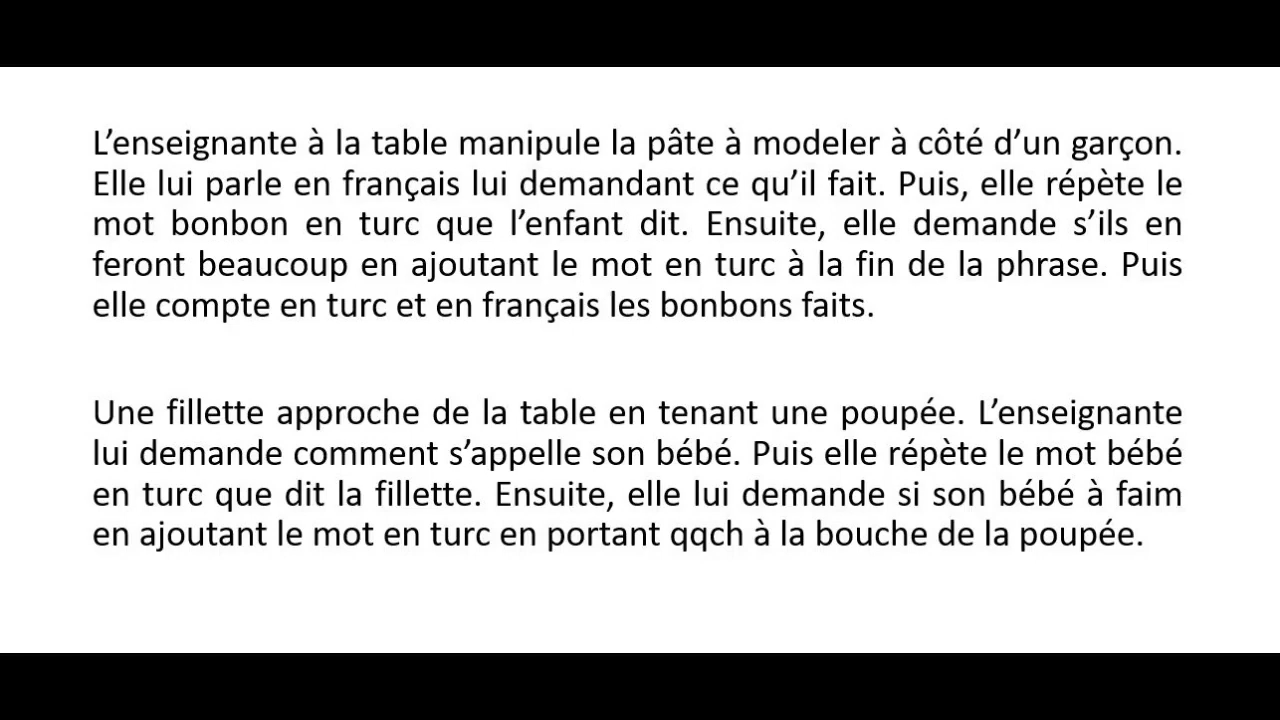 L’enseignante à la table manipule la pâte à modeler à côté d’un garçon.
Elle lui parle en français lui demandant ce qu’il fait. Puis, elle répète le
mot bonbon en turc que l’enfant dit. Ensuite, elle demande s’ils en
feront beaucoup en ajoutant le mot en turc à la fin de la phrase. Puis
elle compte en turc et en français les bonbons faits.
Une fillette approche de la table en tenant une poupée. L’enseignante
lui demande comment s’appelle son bébé. Puis elle répète le mot bébé
en turc que dit la fillette. Ensuite, elle lui demande si son bébé à faim
en ajoutant le mot en turc en portant qqch à la bouche de la poupée.